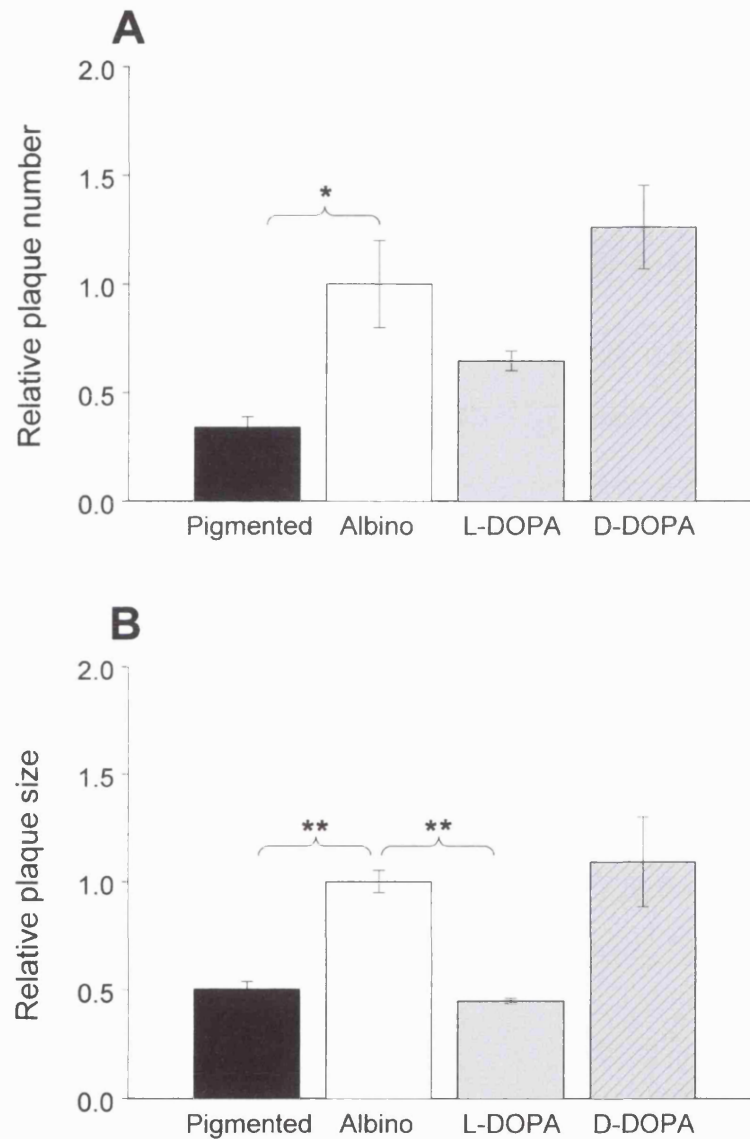 A
Relative plaque number
2.0
1.5
1.0
0.5
0.0
*
Pigmented Albino L-DOPA D-DOPA
B
Relative plaque size
2.0
1.5
1.0
0.5
0.0
** **
Pigmented Albino L-DOPA D-DOPA